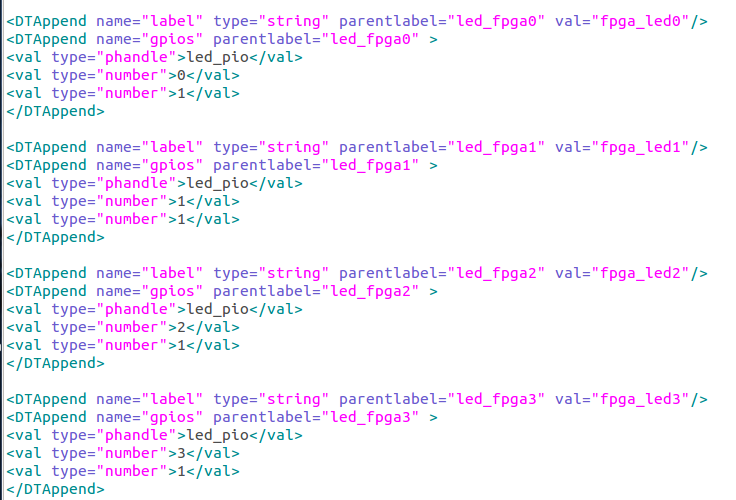 <DTAppend name="label" type="string" parentlabel="led_fpga0" val="fpga_led0"/>
<DTAppend name="gpios" parentlabel="led_fpga0" >
<val type="phandle">led_pio</val>
<val type="number">0</val>
<val type="number">1</val>
</DTAppend>
<DTAppend name="label" type="string" parentlabel="led_fpga1" val="fpga_led1"/>
<DTAppend name="gpios" parentlabel="led_fpga1" >
<val type="phandle">led_pio</val>
<val type="number">1</val>
<val type="number">1</val>
</DTAppend>
<DTAppend name="label" type="string" parentlabel="led_fpga2" val="fpga_led2"/>
<DTAppend name="gpios" parentlabel="led_fpga2" >
<val type="phandle">led_pio</val>
<val type="number">2</val>
<val type="number">1</val>
</DTAppend>
<DTAppend name="label" type="string" parentlabel="led_fpga3" val="fpga_led3"/>
<DTAppend name="gpios" parentlabel="led_fpga3" >
<val type="phandle">led_pio</val>
<val type="number">3</val>
<val type="number">1</val>
</DTAppend>